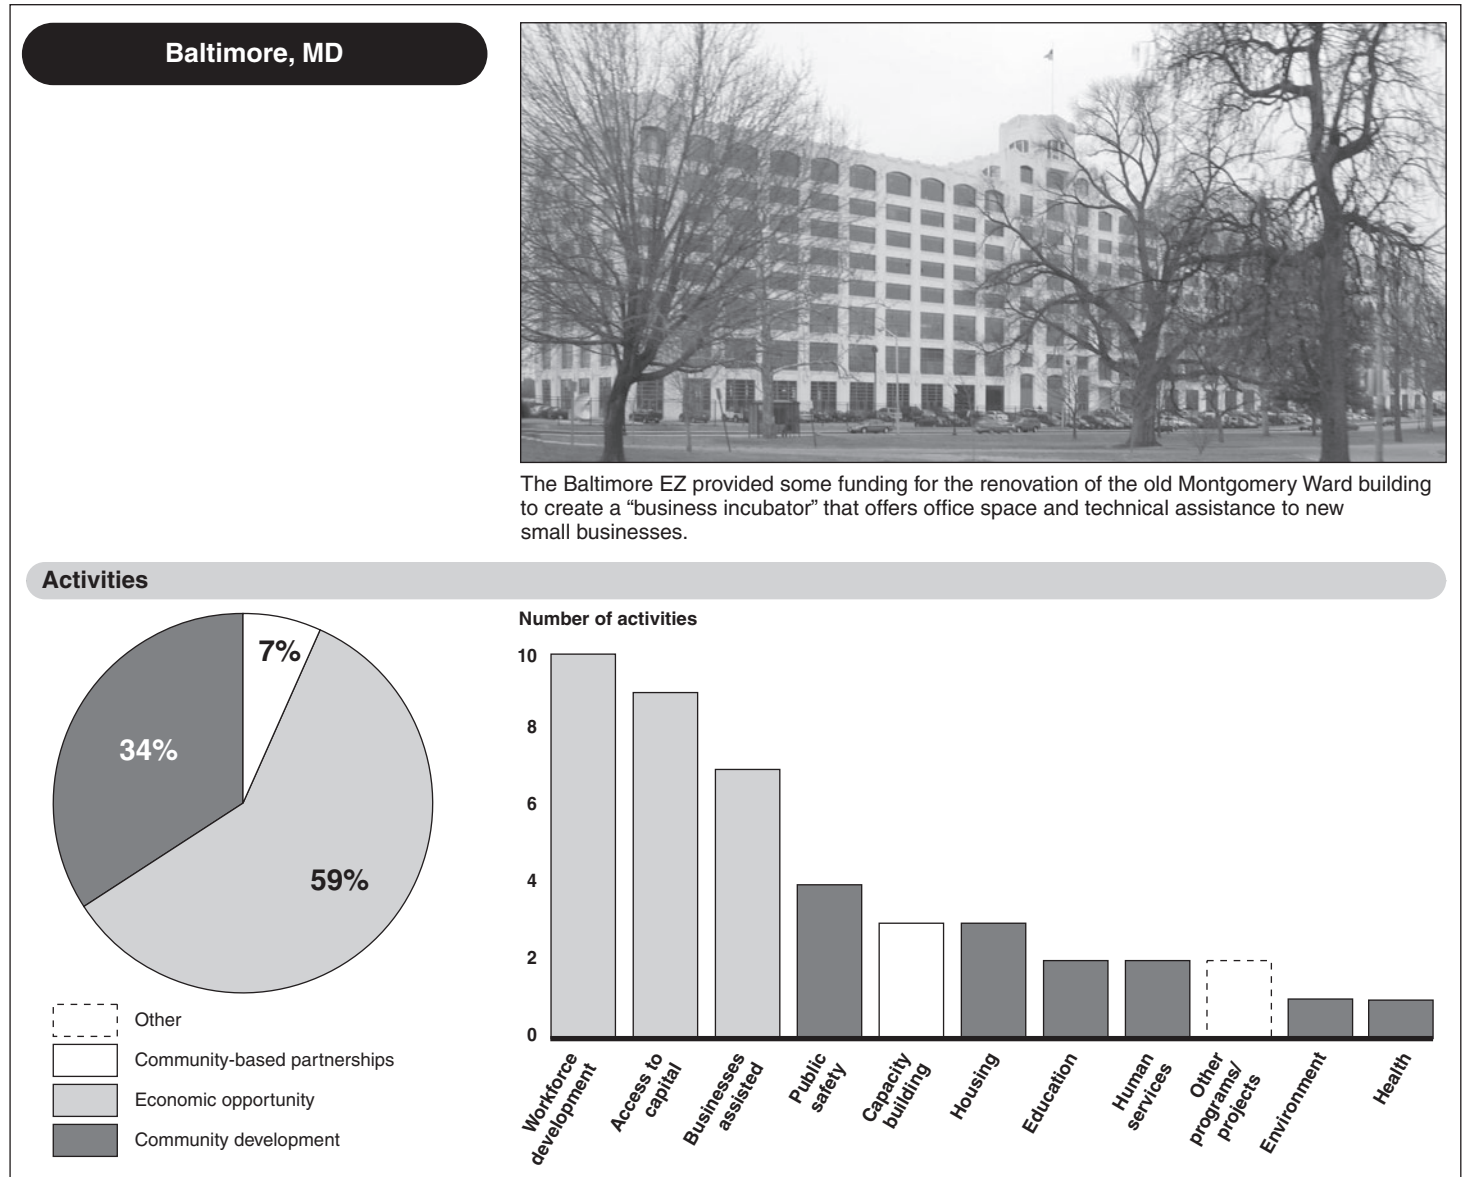 Baltimore, MD
The Baltimore EZ provided some funding for the renovation of the old Montgomery Ward building
to create a “business incubator” that offers office space and technical assistance to new
small businesses.
Activities
7%
34%
59%
Other
Community-based partnerships
Economic opportunity
Community development
Number of activities
10
8
6
4
2
0
Workforce
development
Access to
capital
Businesses
assisted
Public
safety
Capacity
building
Housing
Education
Human
services
Other
programs/
projects
Environment
Health